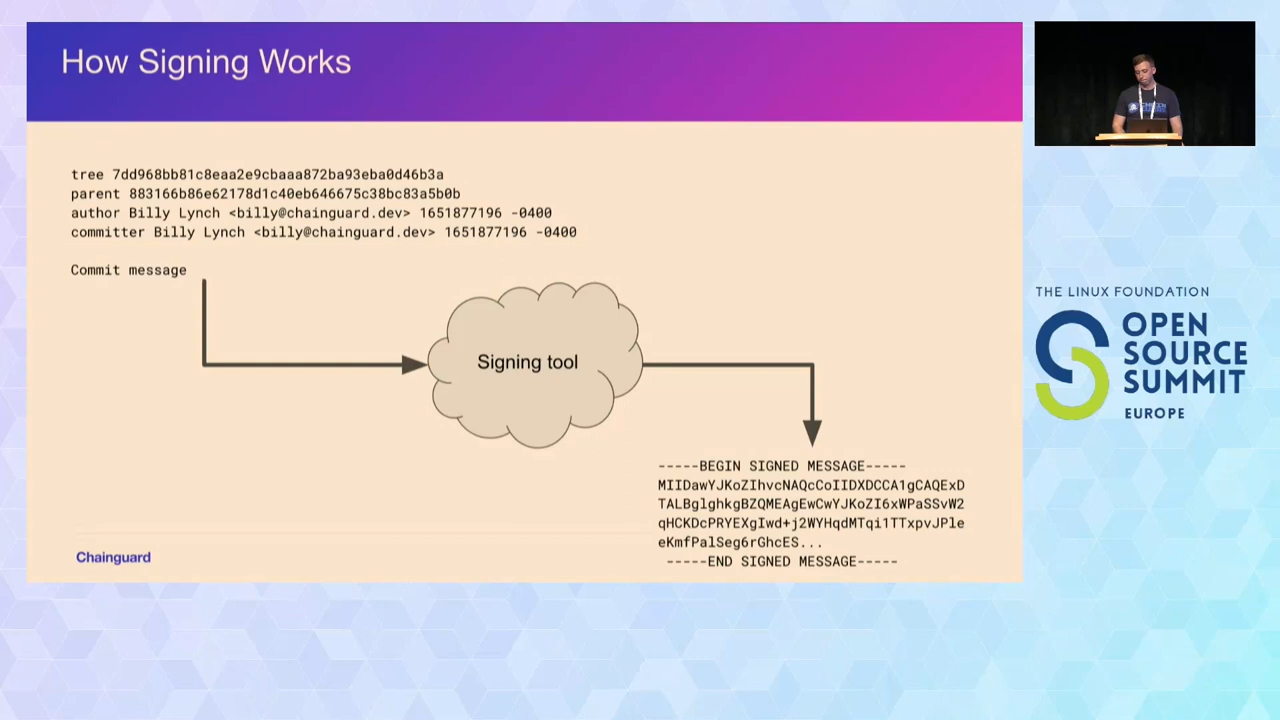 How Signing Works
tree 7dd968bb81c8eaa2e9cbaaa872ba93eba0d46b3a
parent 883166b86e62178d1c40eb646675c38bc83a5b0b
author Billy Lynch <billy@chainguard.dev> 1651877196 -0400
committer Billy Lynch <billy@chainguard.dev> 1651877196 -0400
Commit message
Signing tool
-----BEGIN SIGNED MESSAGE-----
MIIDawYJKoZIhvcNAQcCoIIDXDCCA1gCAQExD
TALBglghkgBZQMEAgEwCwYJKoZI6xWPaSSvW2
qHCKDcPRYEXgIwd+j2WYHqdMTqi1TTxpvJPle
eKmfPalSeg6rGhcES...
-----END SIGNED MESSAGE-----
Chainguard
THE LINUX FOUNDATION
OPEN
SOURCE
SUMMIT
EUROPE